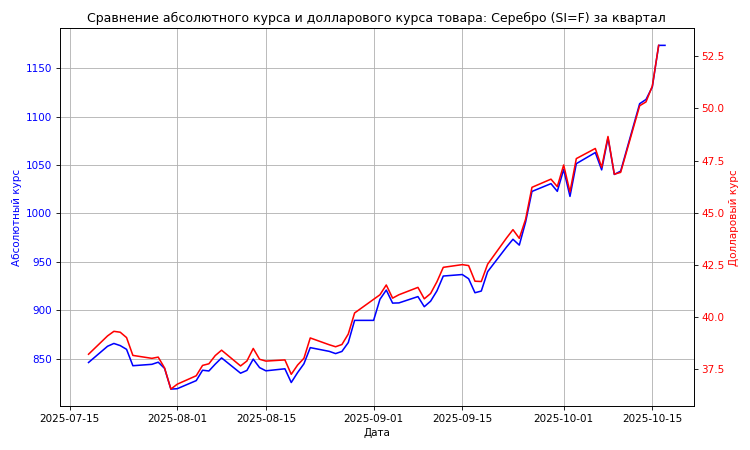 Сравнение абсолютного курса и долларового курса товара: Серебро (SI=F) за квартал
Абсолютный курс
1150
1100
1050
1000
950
900
850
52.5
50.0
47.5
45.0
42.5
40.0
37.5
Долларовый курс
2025-07-15 2025-08-01 2025-08-15 2025-09-01 2025-09-15 2025-10-01 2025-10-15
Дата